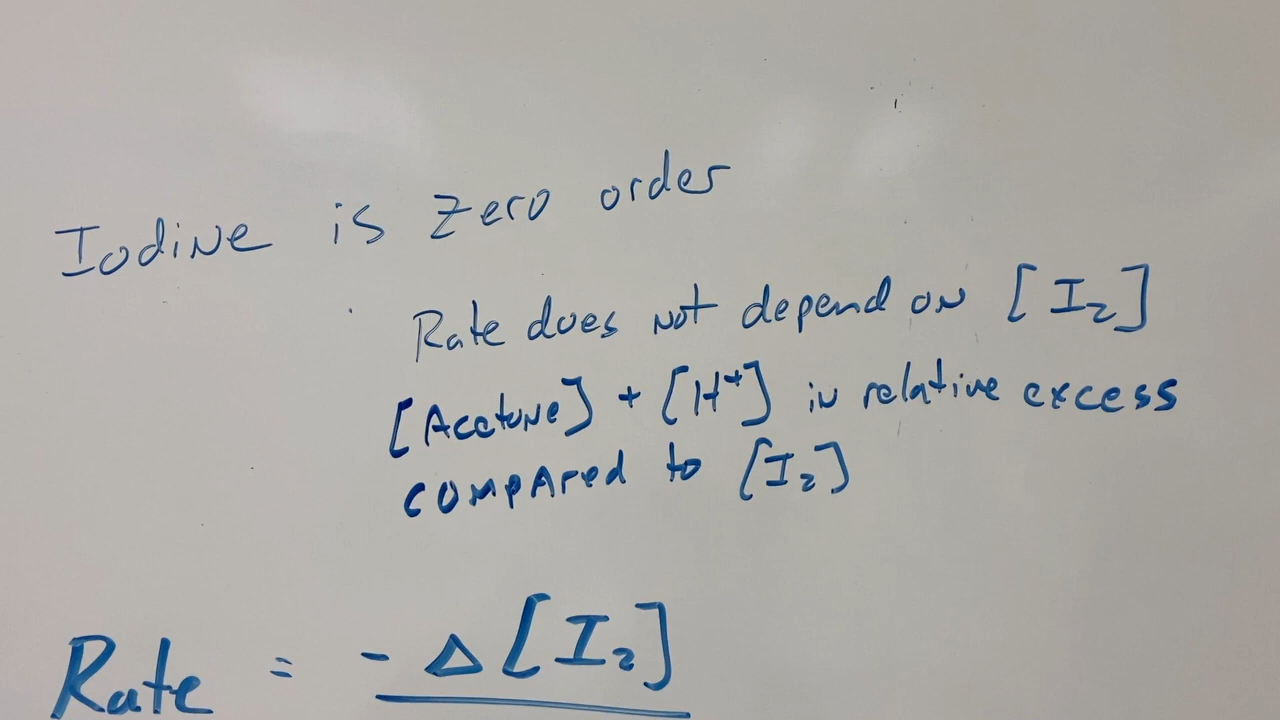 Iodine is zero order
Rate does not depend on [I₂]
[Acetone] + [H⁺] in relative excess
compared to [I₂]
Rate = -Δ[I₂]